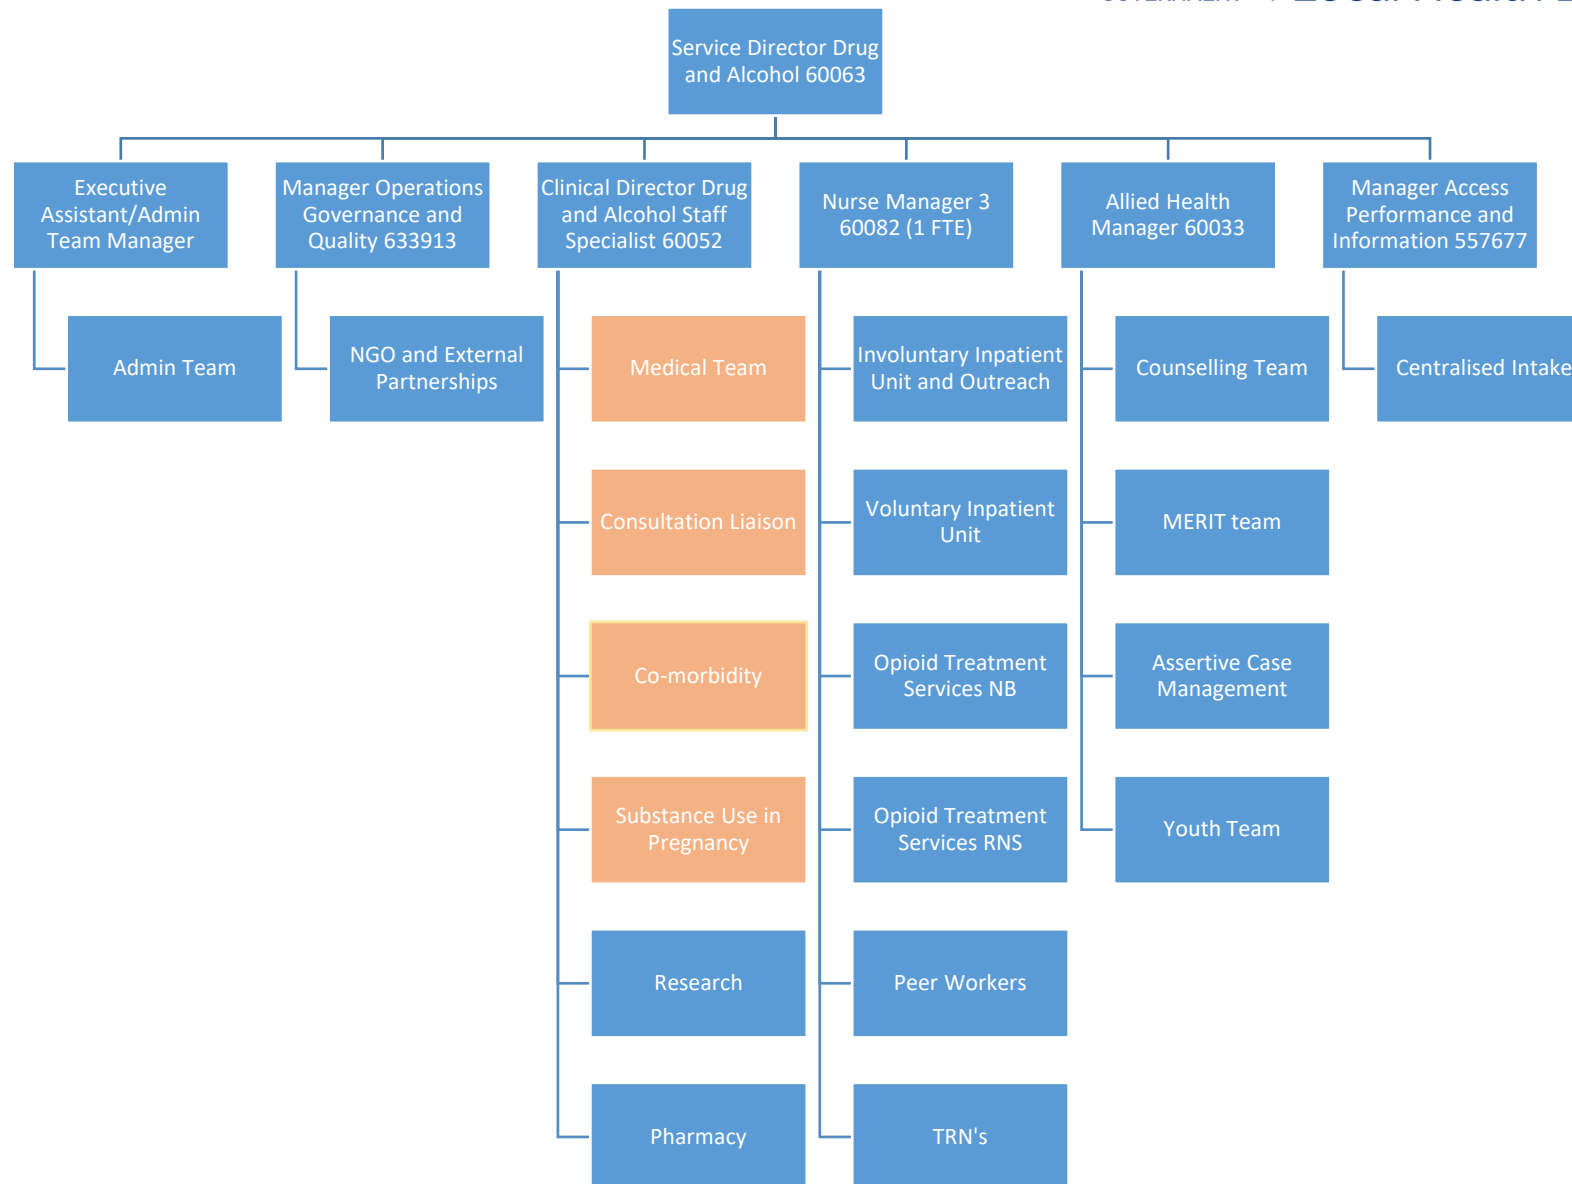 Service Director Drug
and Alcohol 60063
Executive
Assistant/Admin
Team Manager
Manager Operations
Governance and
Quality 633913
Clinical Director Drug
and Alcohol Staff
Specialist 60052
Nurse Manager 3
60082 (1 FTE)
Allied Health
Manager 60033
Manager Access
Performance and
Information 557677
Admin Team
NGO and External
Partnerships
Medical Team
Involuntary Inpatient
Unit and Outreach
Counselling Team
Centralised Intake
Consultation Liaison
Voluntary Inpatient
Unit
MERIT team
Co-morbidity
Opioid Treatment
Services NB
Assertive Case
Management
Substance Use in
Pregnancy
Opioid Treatment
Services RNS
Youth Team
Research
Peer Workers
Pharmacy
TRN's